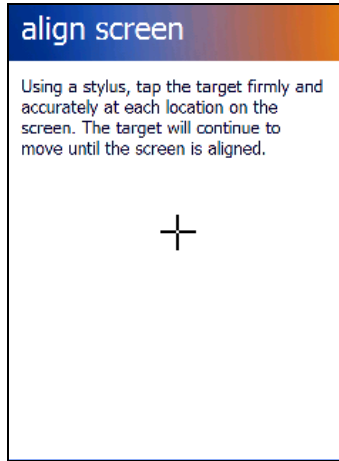 align screen
Using a stylus, tap the target firmly and
accurately at each location on the
screen. The target will continue to
move until the screen is aligned.